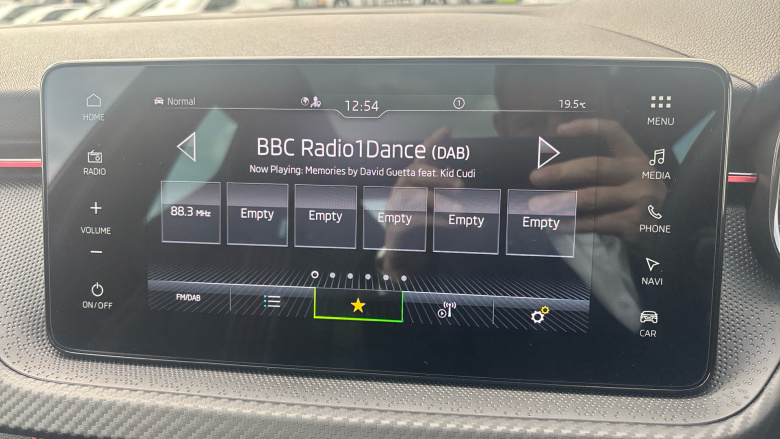 Normal
12:54
1
19.5°C
HOME
RADIO
+
VOLUME
-
ON/OFF
BBC Radio1Dance (DAB)
Now Playing: Memories by David Guetta feat. Kid Cudi
88.3 MHz
Empty
Empty
Empty
Empty
Empty
FM/DAB
MENU
MEDIA
PHONE
NAVI
CAR